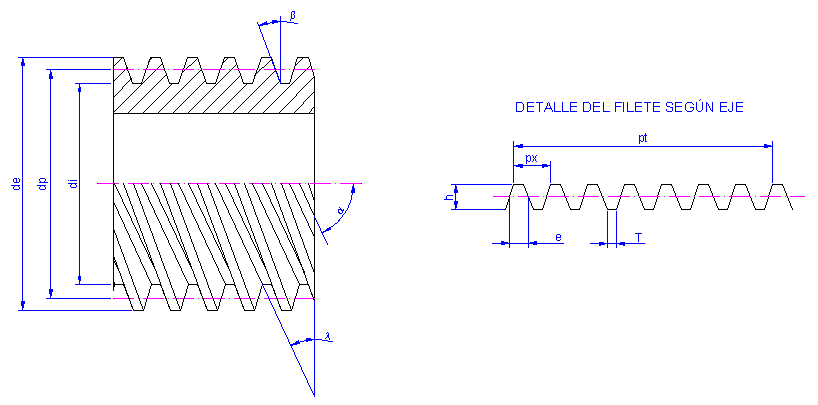 β
de
dp
di
α
λ
DETALLE DEL FILETE SEGÚN EJE
pt
px
h
e
T